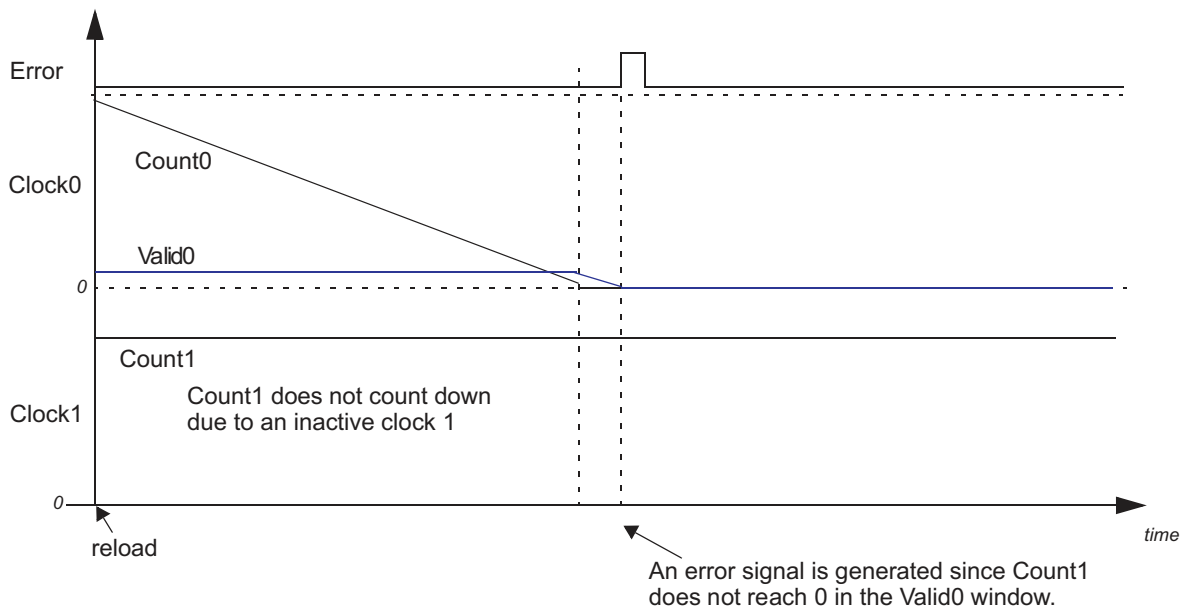 Error
Count0
Clock0
Valid0
0
Count1
Count1 does not count down
due to an inactive clock 1
Clock1
0
reload
time
An error signal is generated since Count1
does not reach 0 in the Valid0 window.